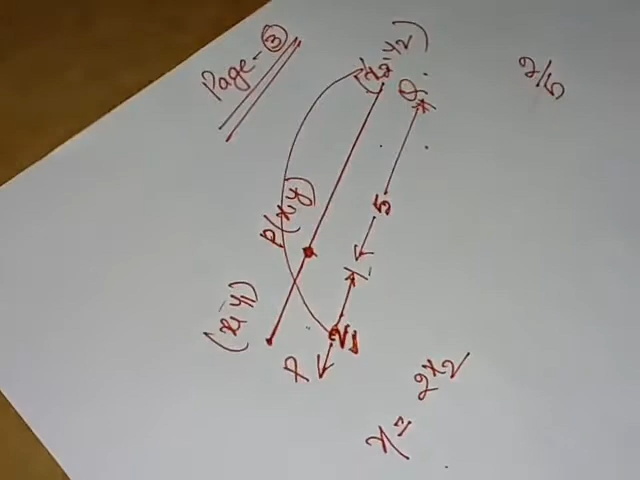 Page-③
(x₂, y₂)
Q
2/5
5
P(x, y)
(x₁, y₁)
P
2
x = 2x₂